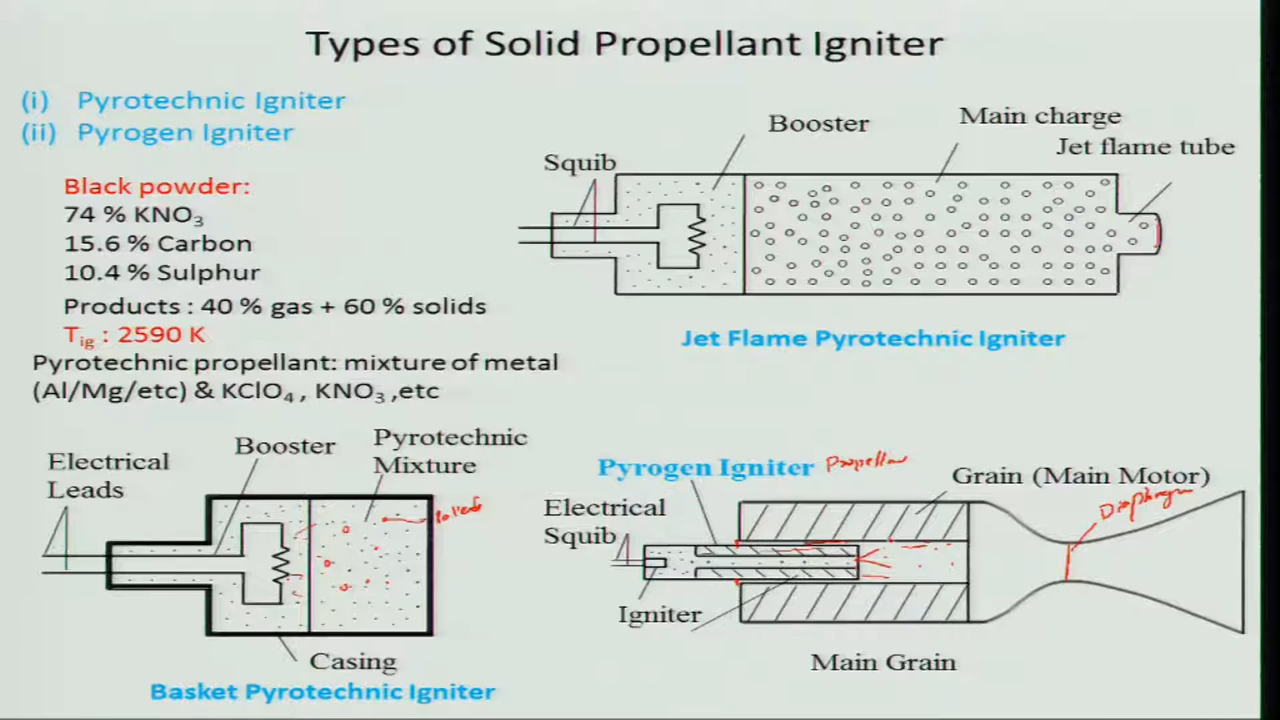 Types of Solid Propellant Igniter
(i) Pyrotechnic Igniter
(ii) Pyrogen Igniter
Black powder:
74 % KNO₃
15.6 % Carbon
10.4 % Sulphur
Products : 40 % gas + 60 % solids
Tig : 2590 K
Pyrotechnic propellant: mixture of metal
(Al/Mg/etc) & KClO₄ , KNO₃ ,etc
Squib
Booster
Main charge
Jet flame tube
Jet Flame Pyrotechnic Igniter
Electrical
Leads
Booster
Pyrotechnic
Mixture
Casing
Basket Pyrotechnic Igniter
Pyrogen Igniter
Electrical
Squib
Igniter
Grain (Main Motor)
Diaphragm
Main Grain